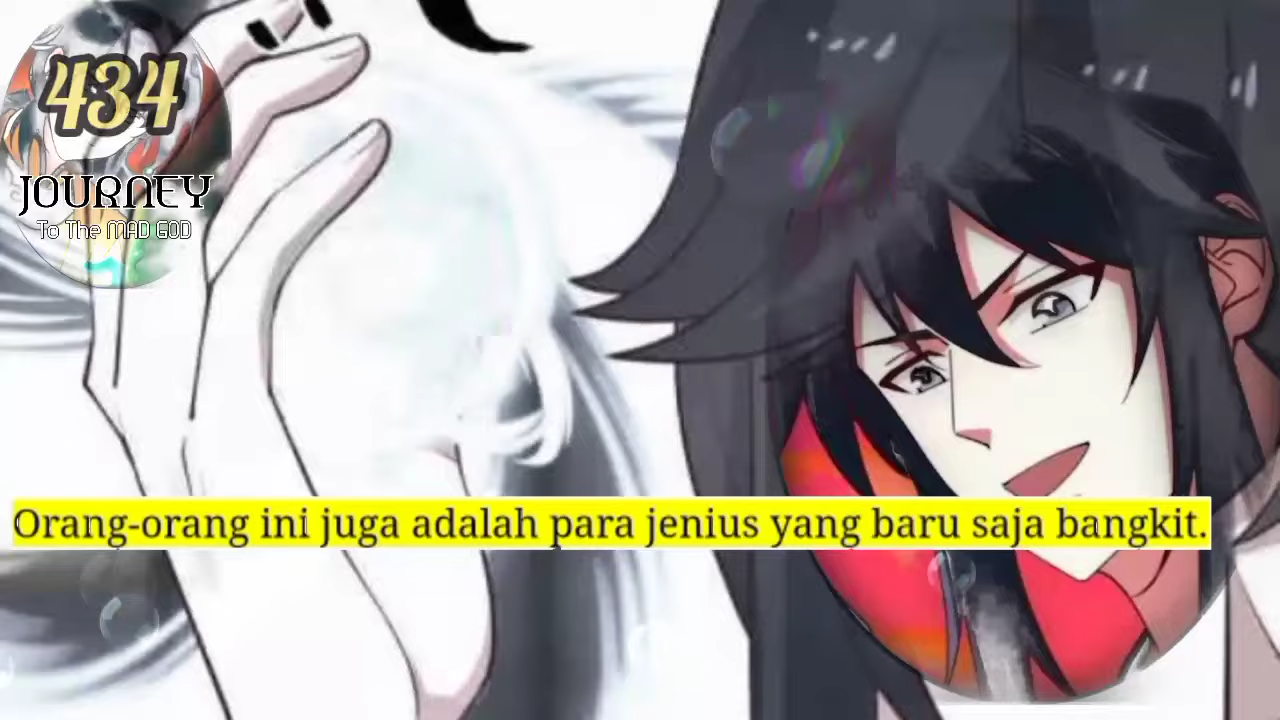 434
JOURNEY
To The MAD GOD
Orang-orang ini juga adalah para jenius yang baru saja bangkit.